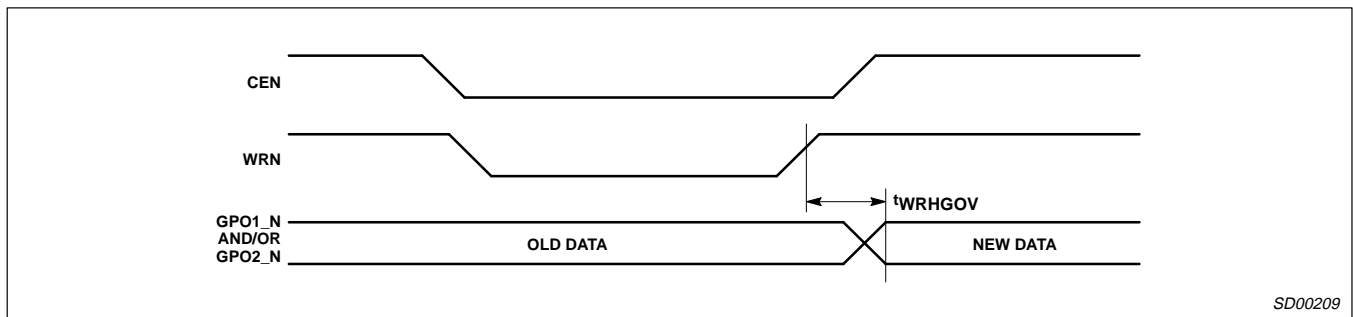 CEN
WRN
tWRHGOV
GPO1_N
AND/OR
GPO2_N
OLD DATA
NEW DATA
SD00209